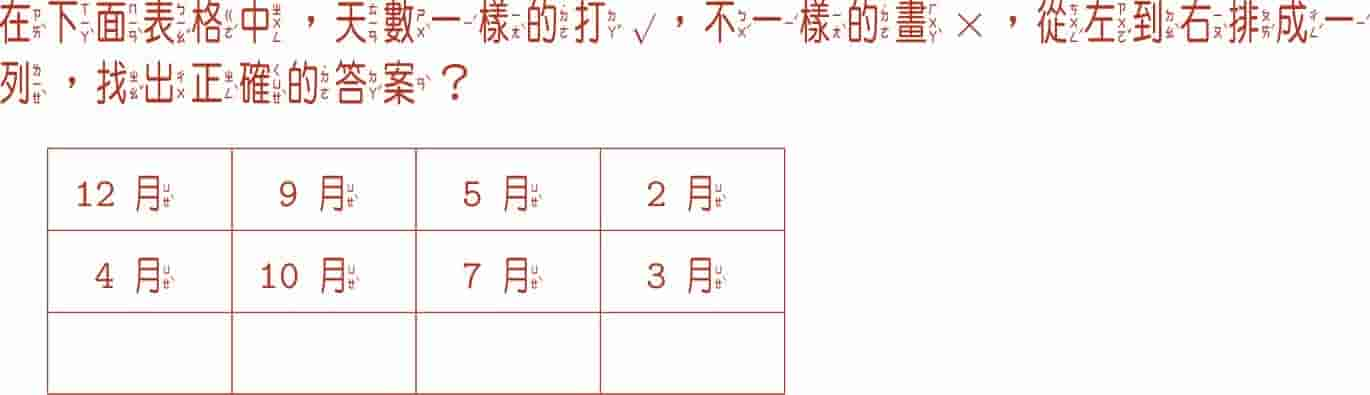 在下面表格中，天數一樣的打√，不一樣的畫×，從左到右排成一
列，找出正確的答案？
12 月 9 月 5 月 2 月
4 月 10 月 7 月 3 月